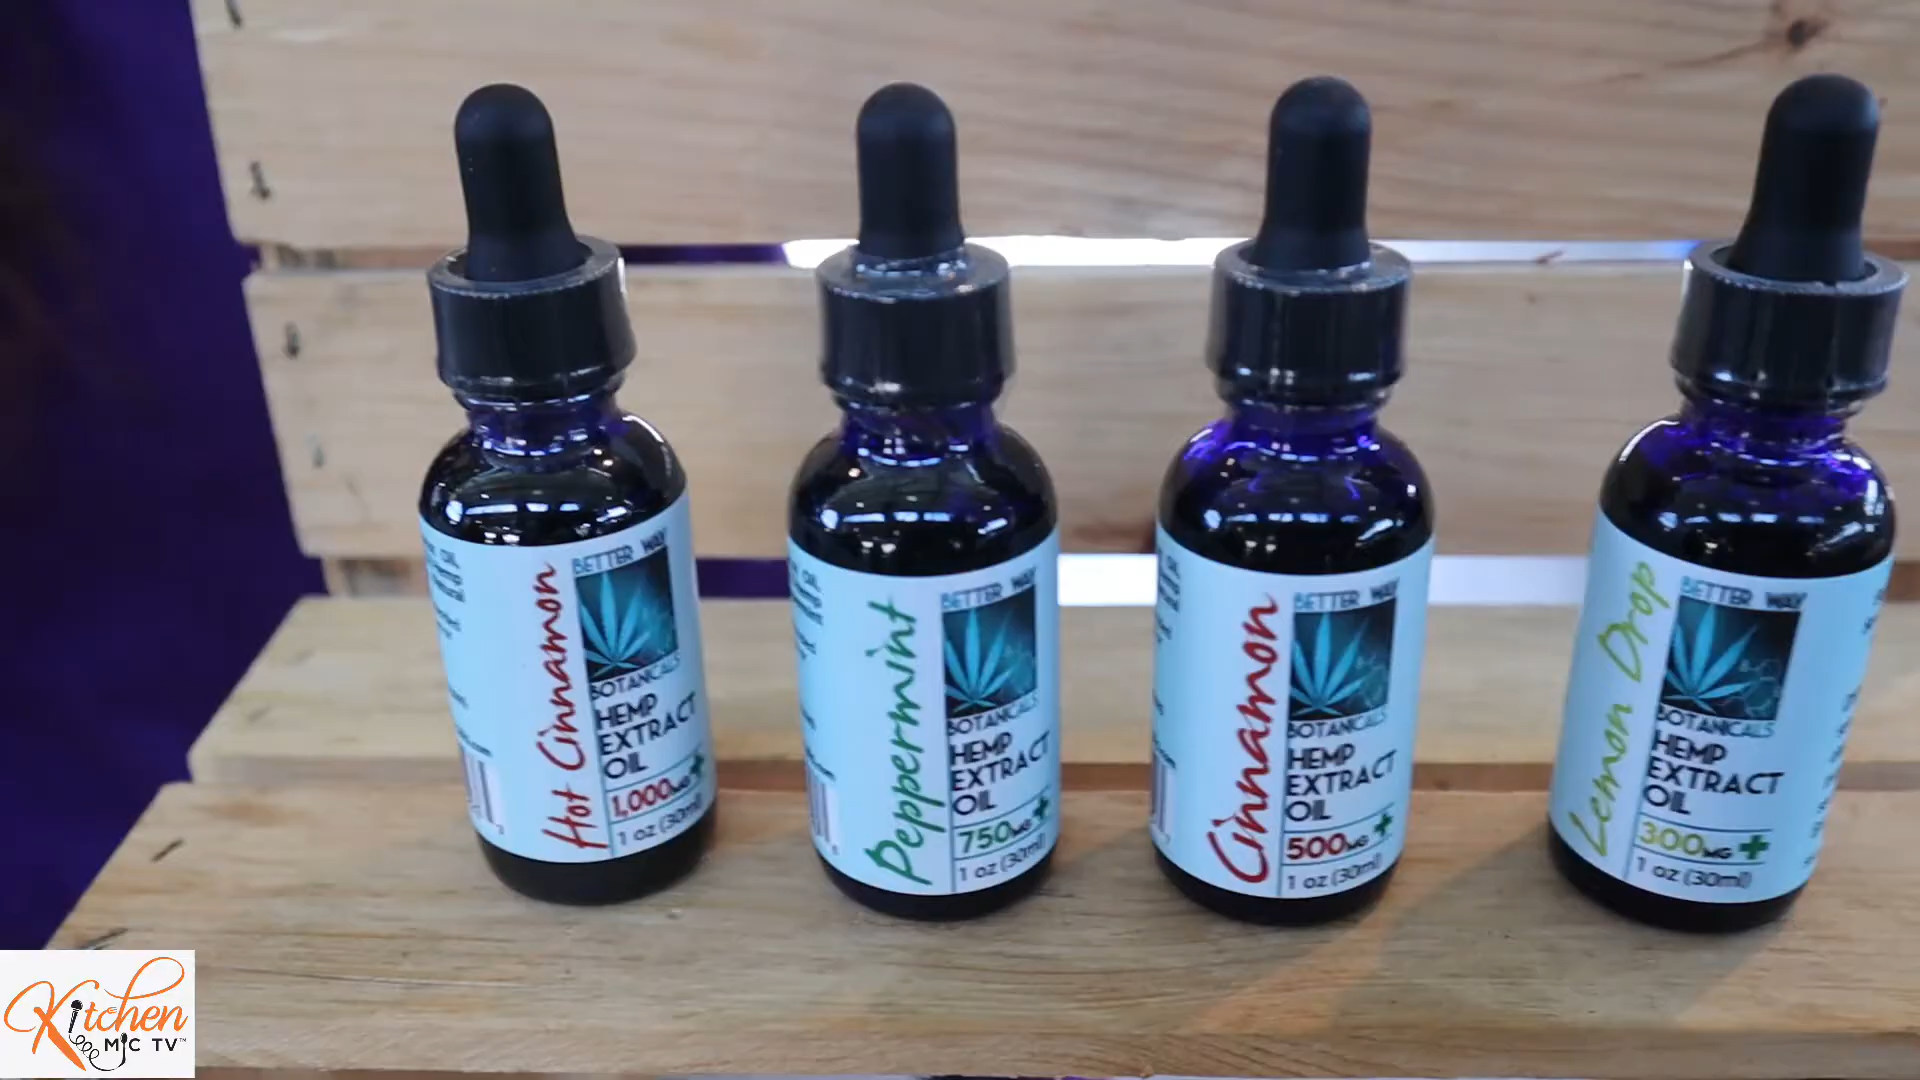 Hot Cinnamon
BETTER WAY
BOTANICALS
HEMP
EXTRACT
OIL
1,000MG+
1 oz (30ml)
Peppermint
BETTER WAY
BOTANICALS
HEMP
EXTRACT
OIL
750MG+
1 oz (30ml)
Cinnamon
BETTER WAY
BOTANICALS
HEMP
EXTRACT
OIL
500MG+
1 oz (30ml)
Lemon Drop
BETTER WAY
BOTANICALS
HEMP
EXTRACT
OIL
300MG+
1 oz (30ml)
Kitchen
MIC TV™